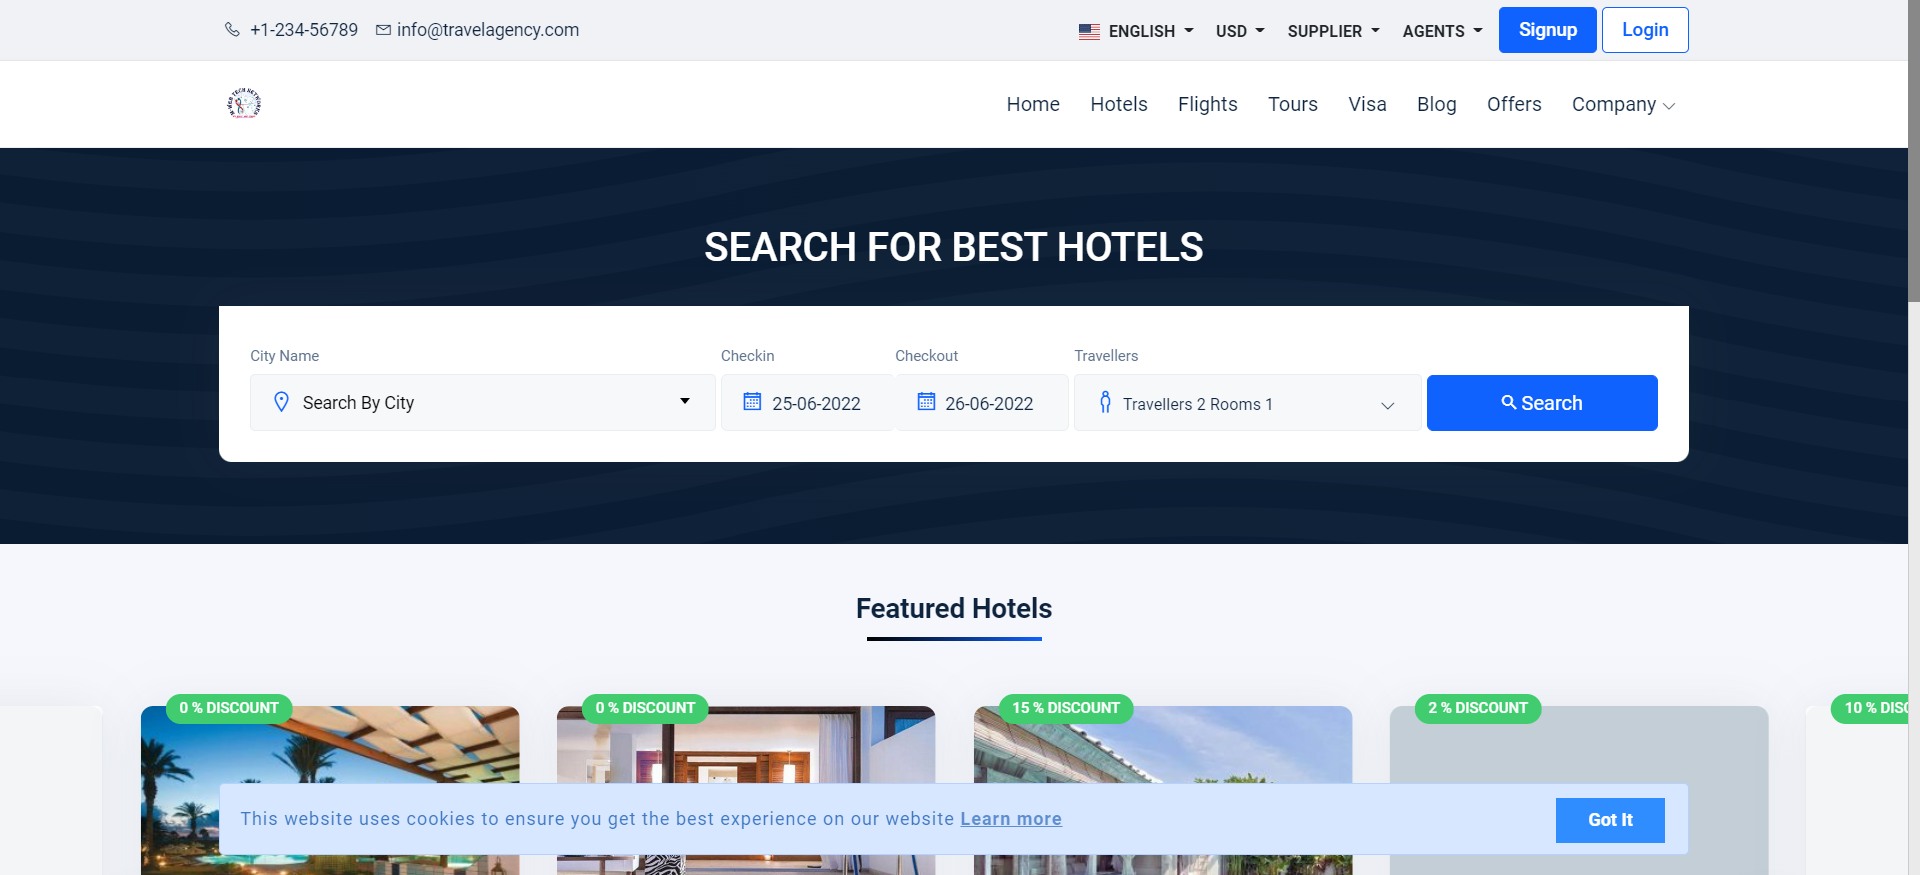 +1-234-56789 info@travelagency.com ENGLISH USD SUPPLIER AGENTS Signup Login
Home Hotels Flights Tours Visa Blog Offers Company
SEARCH FOR BEST HOTELS
City Name Checkin Checkout Travellers
Search By City 25-06-2022 26-06-2022 Travellers 2 Rooms 1 Search
Featured Hotels
0 % DISCOUNT 0 % DISCOUNT 15 % DISCOUNT 2 % DISCOUNT 10 %
This website uses cookies to ensure you get the best experience on our website Learn more Got It